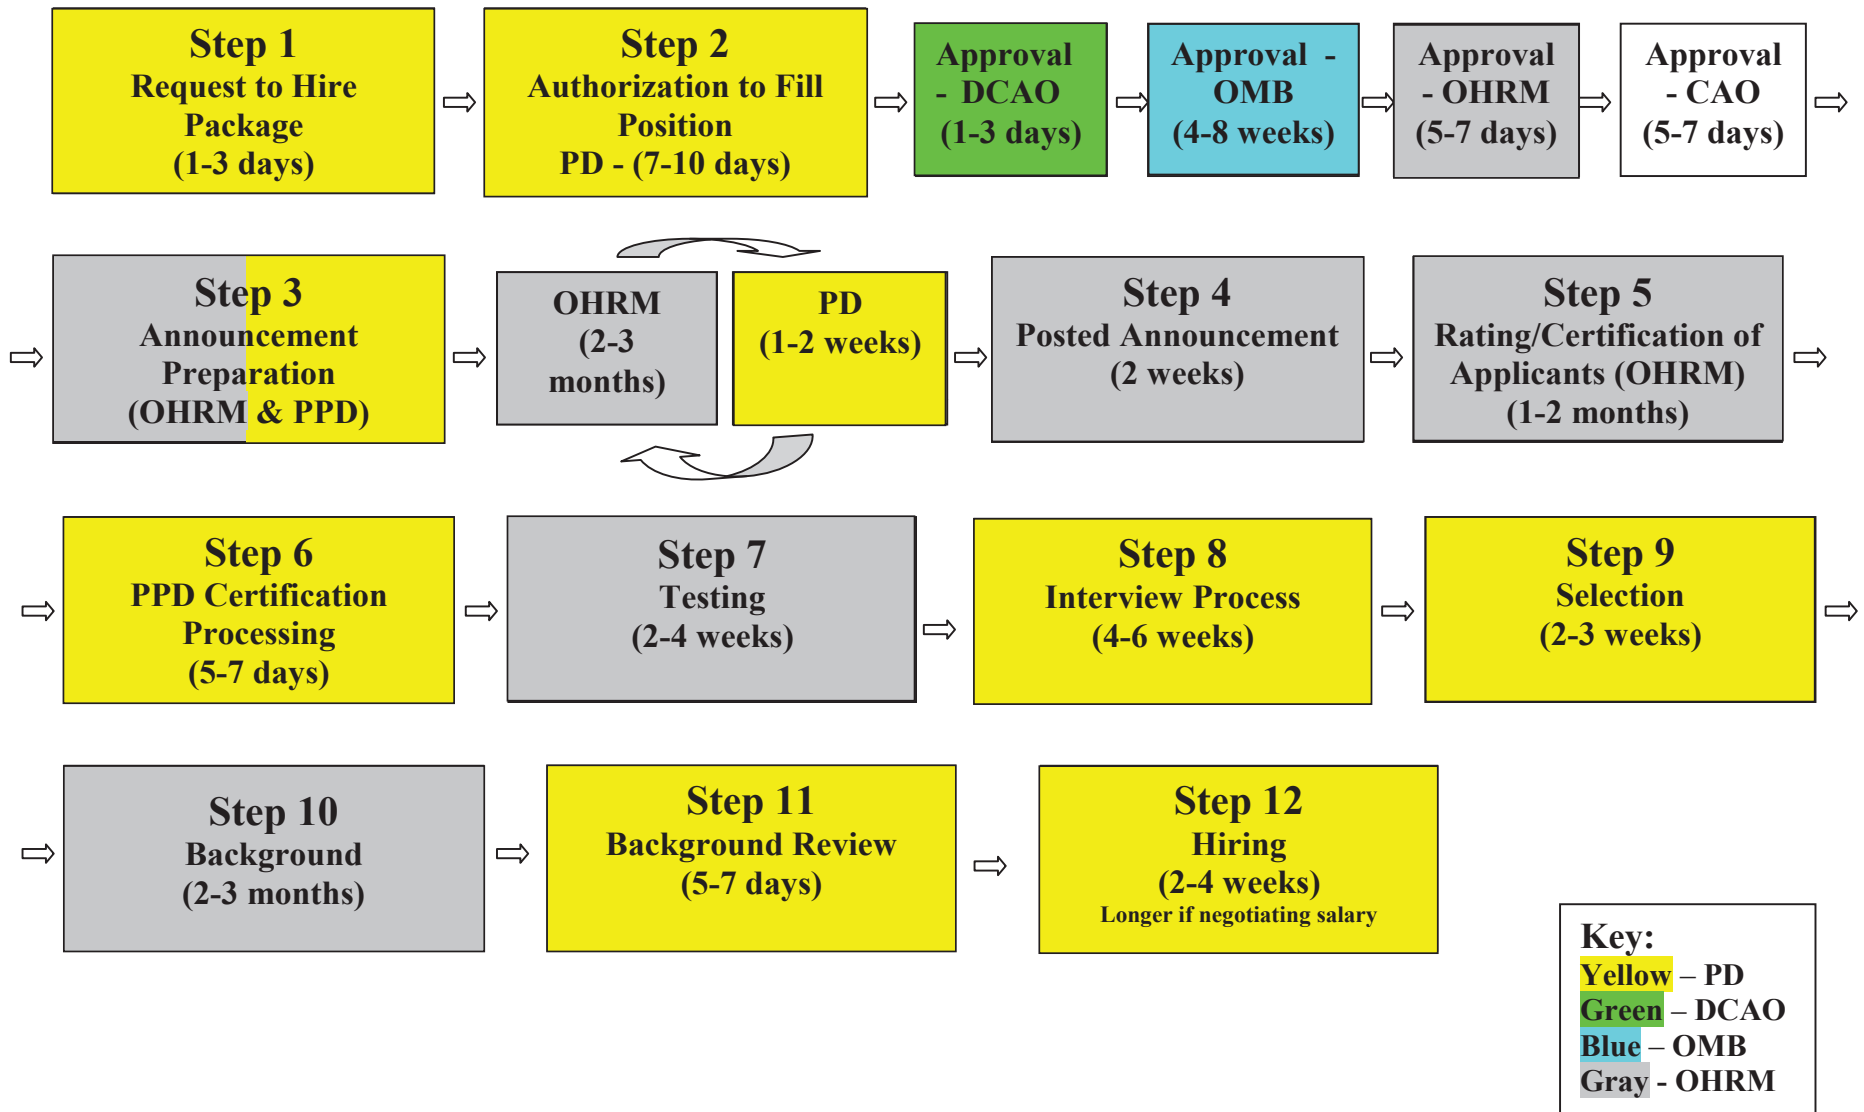 Step 1
Request to Hire
Package
(1-3 days)
Step 2
Authorization to Fill
Position
PD - (7-10 days)
Approval
- DCAO
(1-3 days)
Approval -
OMB
(4-8 weeks)
Approval
- OHRM
(5-7 days)
Approval
- CAO
(5-7 days)
Step 3
Announcement
Preparation
(OHRM & PPD)
OHRM
(2-3
months)
PD
(1-2 weeks)
Step 4
Posted Announcement
(2 weeks)
Step 5
Rating/Certification of
Applicants (OHRM)
(1-2 months)
Step 6
PPD Certification
Processing
(5-7 days)
Step 7
Testing
(2-4 weeks)
Step 8
Interview Process
(4-6 weeks)
Step 9
Selection
(2-3 weeks)
Step 10
Background
(2-3 months)
Step 11
Background Review
(5-7 days)
Step 12
Hiring
(2-4 weeks)
Longer if negotiating salary
Key:
Yellow – PD
Green – DCAO
Blue – OMB
Gray - OHRM